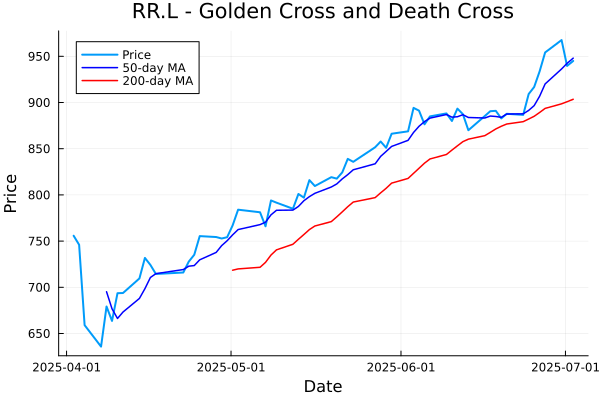 RR.L - Golden Cross and Death Cross
950
900
850
800
750
700
650
Price
Price
50-day MA
200-day MA
2025-04-01
2025-05-01
2025-06-01
2025-07-01
Date